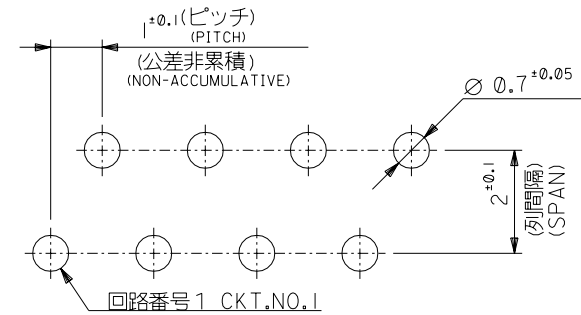 1±0.1(ピッチ)
(PITCH)
(公差非累積)
(NON-ACCUMULATIVE)
Ø 0.7±0.05
2±0.1
(列間隔)
(SPAN)
回路番号1 CKT.NO.1